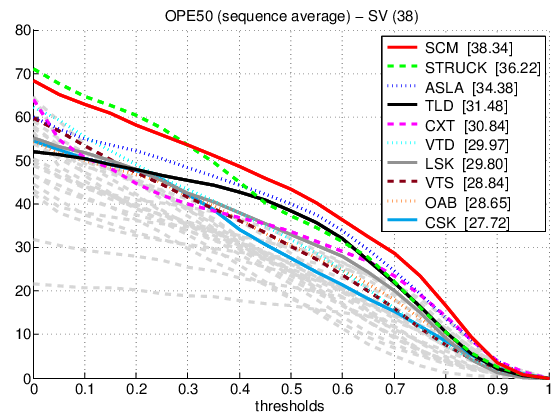 OPE50 (sequence average) − SV (38)
80
70
60
50
40
30
20
10
0
0
0.1
0.2
0.3
0.4
0.5
0.6
0.7
0.8
0.9
1
thresholds
SCM [38.34]
STRUCK [36.22]
ASLA [34.38]
TLD [31.48]
CXT [30.84]
VTD [29.97]
LSK [29.80]
VTS [28.84]
OAB [28.65]
CSK [27.72]